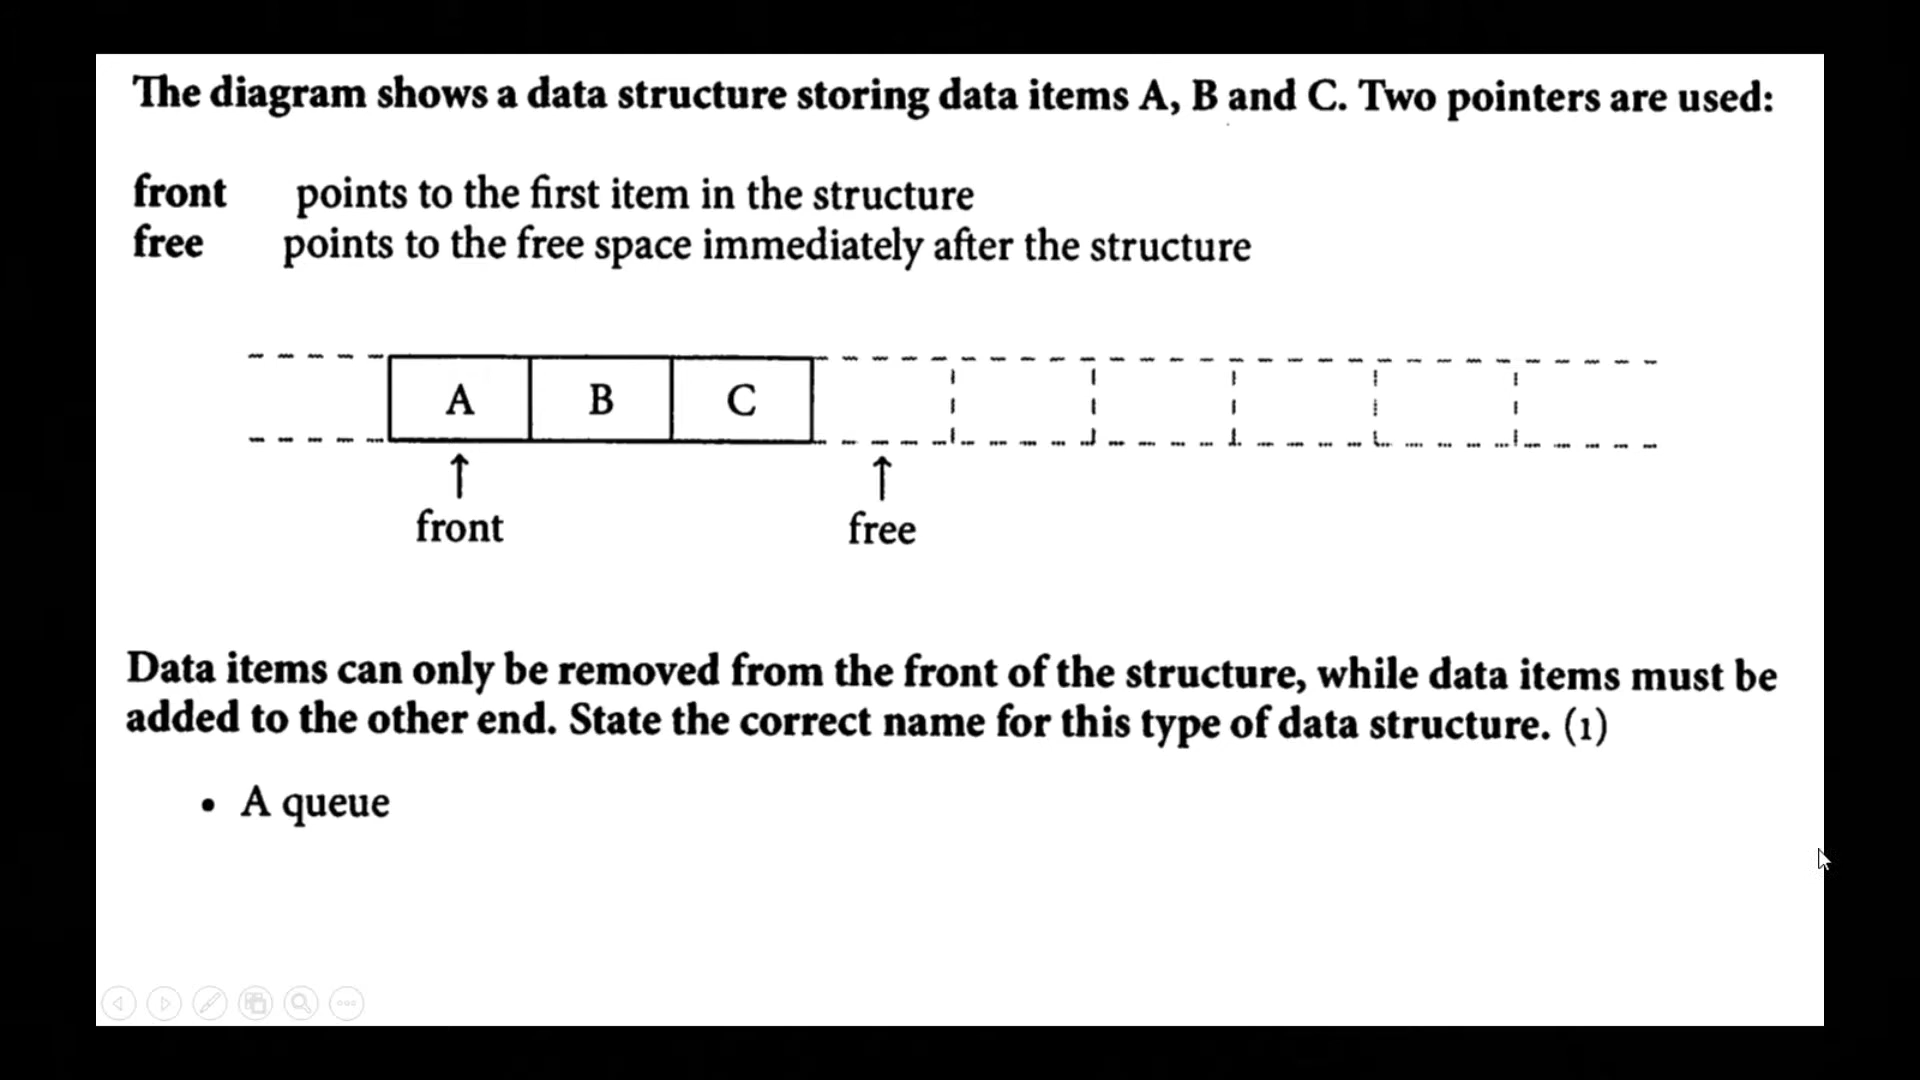 The diagram shows a data structure storing data items A, B and C. Two pointers are used:
front points to the first item in the structure
free points to the free space immediately after the structure
A B C
front free
Data items can only be removed from the front of the structure, while data items must be
added to the other end. State the correct name for this type of data structure. (1)
• A queue